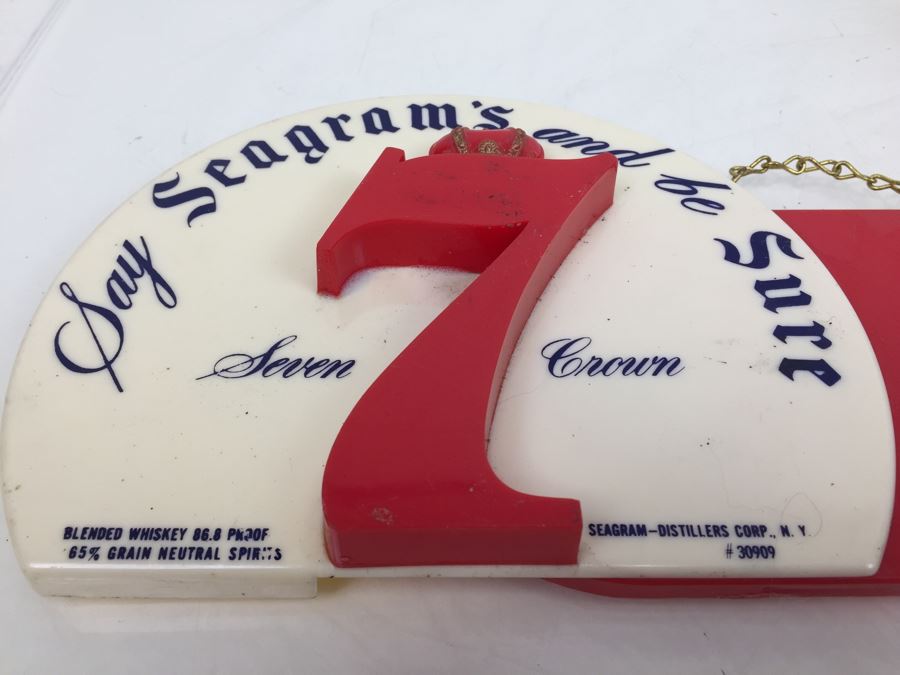 Say Seagram's and be Sure
7
Seven Crown
BLENDED WHISKEY 86.8 PROOF
65% GRAIN NEUTRAL SPIRITS
SEAGRAM-DISTILLERS CORP., N. Y
# 30909